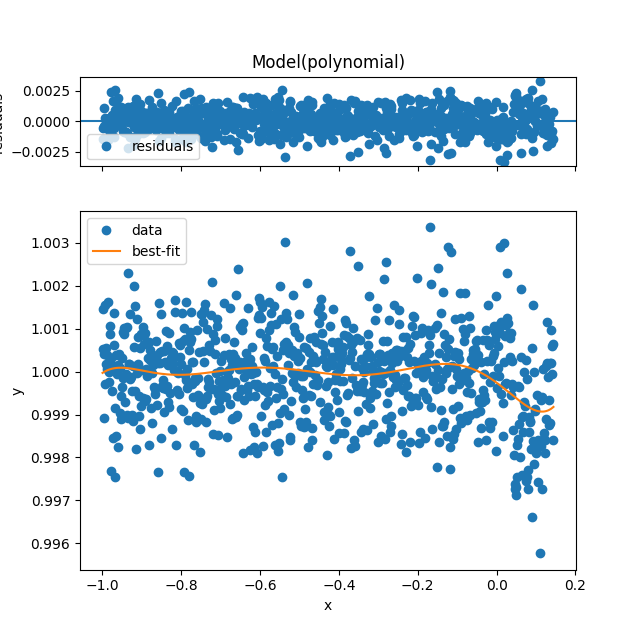 Model(polynomial)
0.0025
0.0000
−0.0025
residuals
residuals
data
best-fit
1.003
1.002
1.001
1.000
0.999
0.998
0.997
0.996
y
−1.0 −0.8 −0.6 −0.4 −0.2 0.0 0.2
x